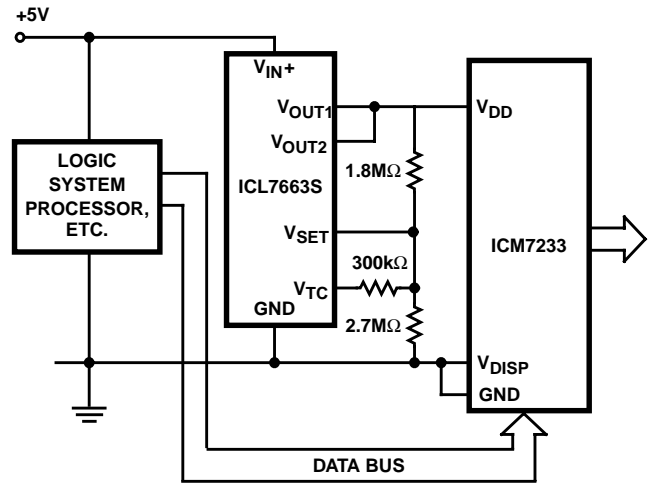 +5V
LOGIC
SYSTEM
PROCESSOR,
ETC.
VIN+
VOUT1
VOUT2
ICL7663S
VSET
VTC
GND
1.8MΩ
300kΩ
2.7MΩ
VDD
ICM7233
VDISP
GND
DATA BUS